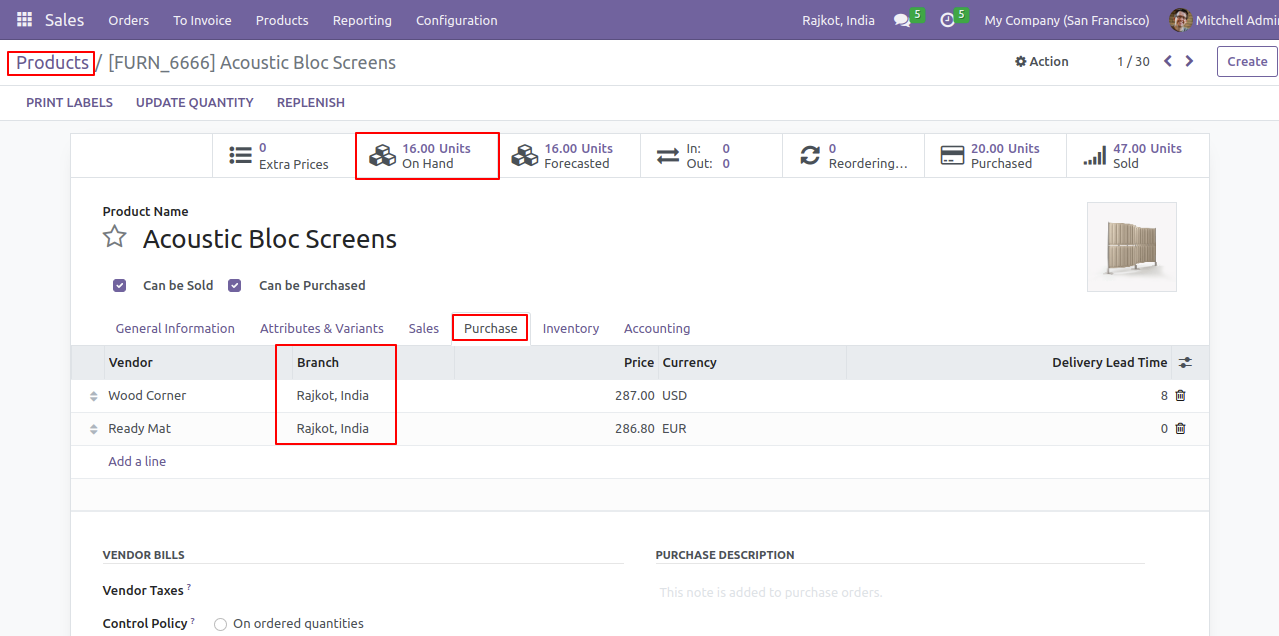 Sales Orders To Invoice Products Reporting Configuration Rajkot, India 5 5 My Company (San Francisco) Mitchell Admi
Products / [FURN_6666] Acoustic Bloc Screens Action 1 / 30 Create
PRINT LABELS UPDATE QUANTITY REPLENISH
0 16.00 Units 16.00 Units In: 0 0 20.00 Units 47.00 Units
Extra Prices On Hand Forecasted Out: 0 Reordering... Purchased Sold
Product Name
Acoustic Bloc Screens
Can be Sold Can be Purchased
General Information Attributes & Variants Sales Purchase Inventory Accounting
Vendor Branch Price Currency Delivery Lead Time
Wood Corner Rajkot, India 287.00 USD 8
Ready Mat Rajkot, India 286.80 EUR 0
Add a line
VENDOR BILLS PURCHASE DESCRIPTION
Vendor Taxes ? This note is added to purchase orders.
Control Policy ? On ordered quantities